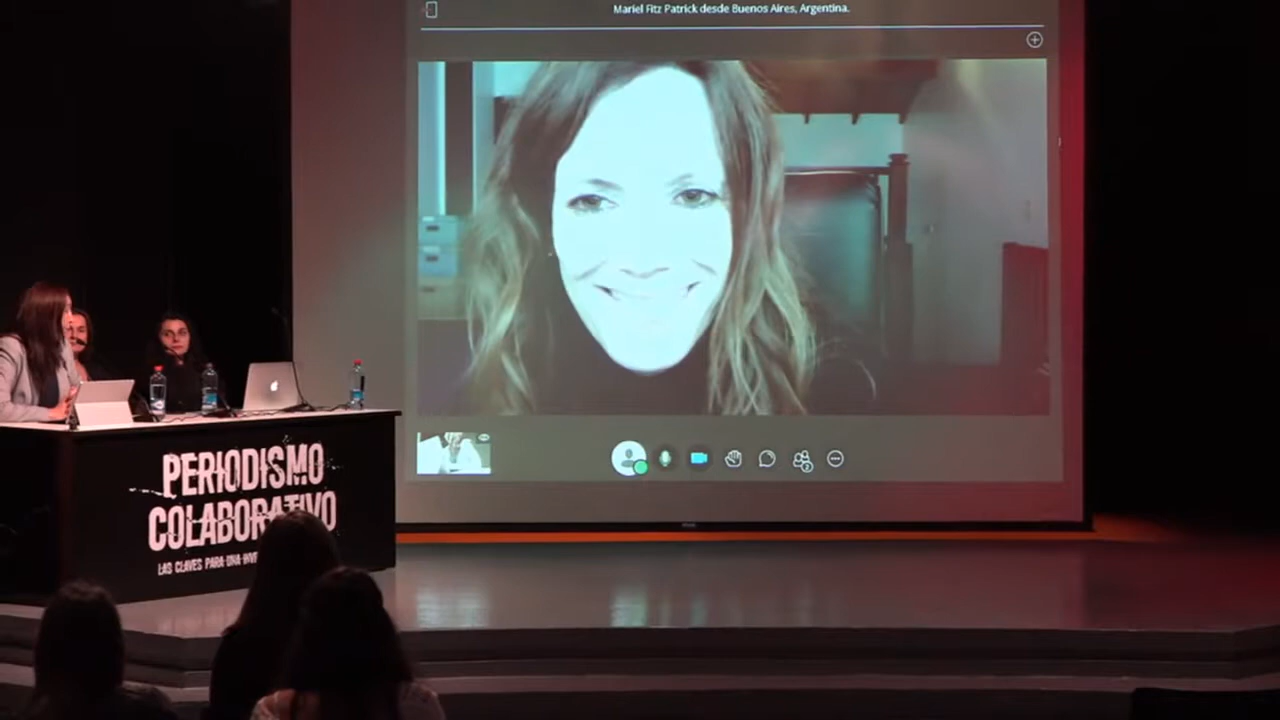 Mariel Fitz Patrick desde Buenos Aires, Argentina.
PERIODISMO
COLABORATIVO
LAS CLAVES PARA UNA